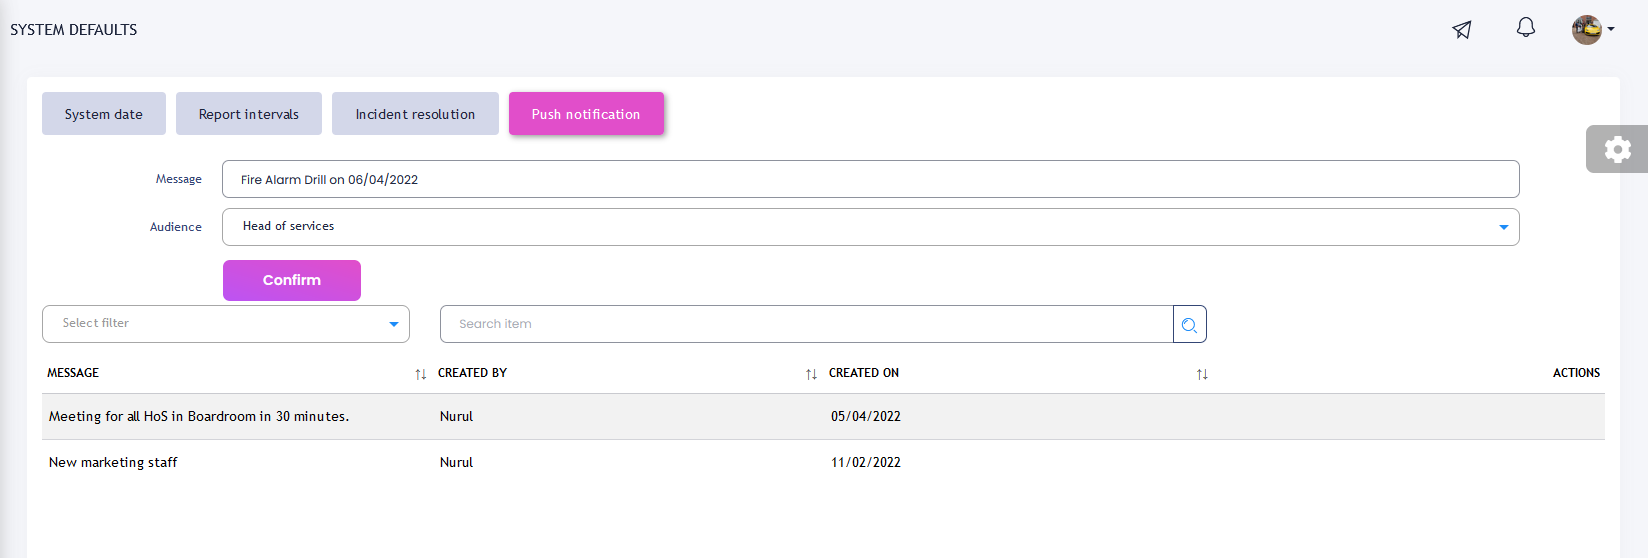 SYSTEM DEFAULTS
System date Report intervals Incident resolution Push notification
Message Fire Alarm Drill on 06/04/2022
Audience Head of services
Confirm
Select filter Search item
MESSAGE CREATED BY CREATED ON ACTIONS
Meeting for all HoS in Boardroom in 30 minutes. Nurul 05/04/2022
New marketing staff Nurul 11/02/2022